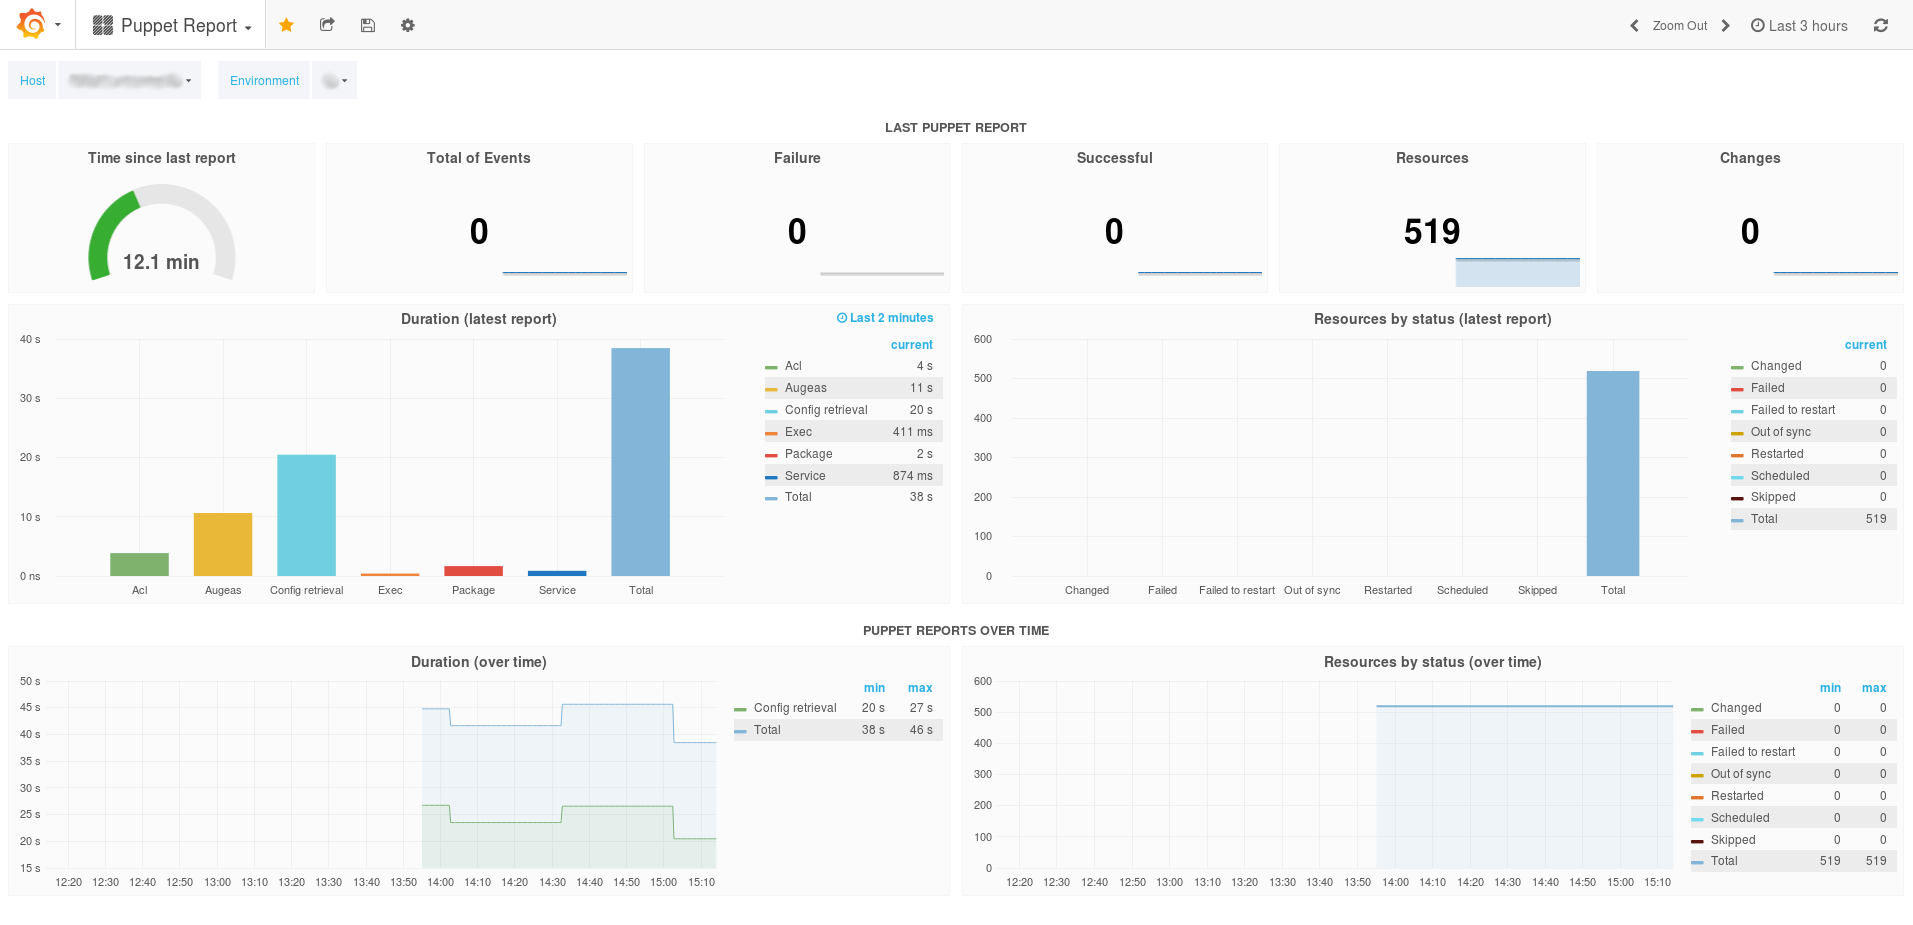 Puppet Report
Zoom Out
Last 3 hours
Host
Environment
LAST PUPPET REPORT
Time since last report
12.1 min
Total of Events
0
Failure
0
Successful
0
Resources
519
Changes
0
Duration (latest report)
Last 2 minutes
40 s
30 s
20 s
10 s
0 ns
Acl Augeas Config retrieval Exec Package Service Total
current
Acl 4 s
Augeas 11 s
Config retrieval 20 s
Exec 411 ms
Package 2 s
Service 874 ms
Total 38 s
Resources by status (latest report)
600
500
400
300
200
100
0
Changed Failed Failed to restart Out of sync Restarted Scheduled Skipped Total
current
Changed 0
Failed 0
Failed to restart 0
Out of sync 0
Restarted 0
Scheduled 0
Skipped 0
Total 519
PUPPET REPORTS OVER TIME
Duration (over time)
50 s
45 s
40 s
35 s
30 s
25 s
20 s
15 s
12:20 12:30 12:40 12:50 13:00 13:10 13:20 13:30 13:40 13:50 14:00 14:10 14:20 14:30 14:40 14:50 15:00 15:10
min max
Config retrieval 20 s 27 s
Total 38 s 46 s
Resources by status (over time)
600
500
400
300
200
100
0
12:20 12:30 12:40 12:50 13:00 13:10 13:20 13:30 13:40 13:50 14:00 14:10 14:20 14:30 14:40 14:50 15:00 15:10
min max
Changed 0 0
Failed 0 0
Failed to restart 0 0
Out of sync 0 0
Restarted 0 0
Scheduled 0 0
Skipped 0 0
Total 519 519